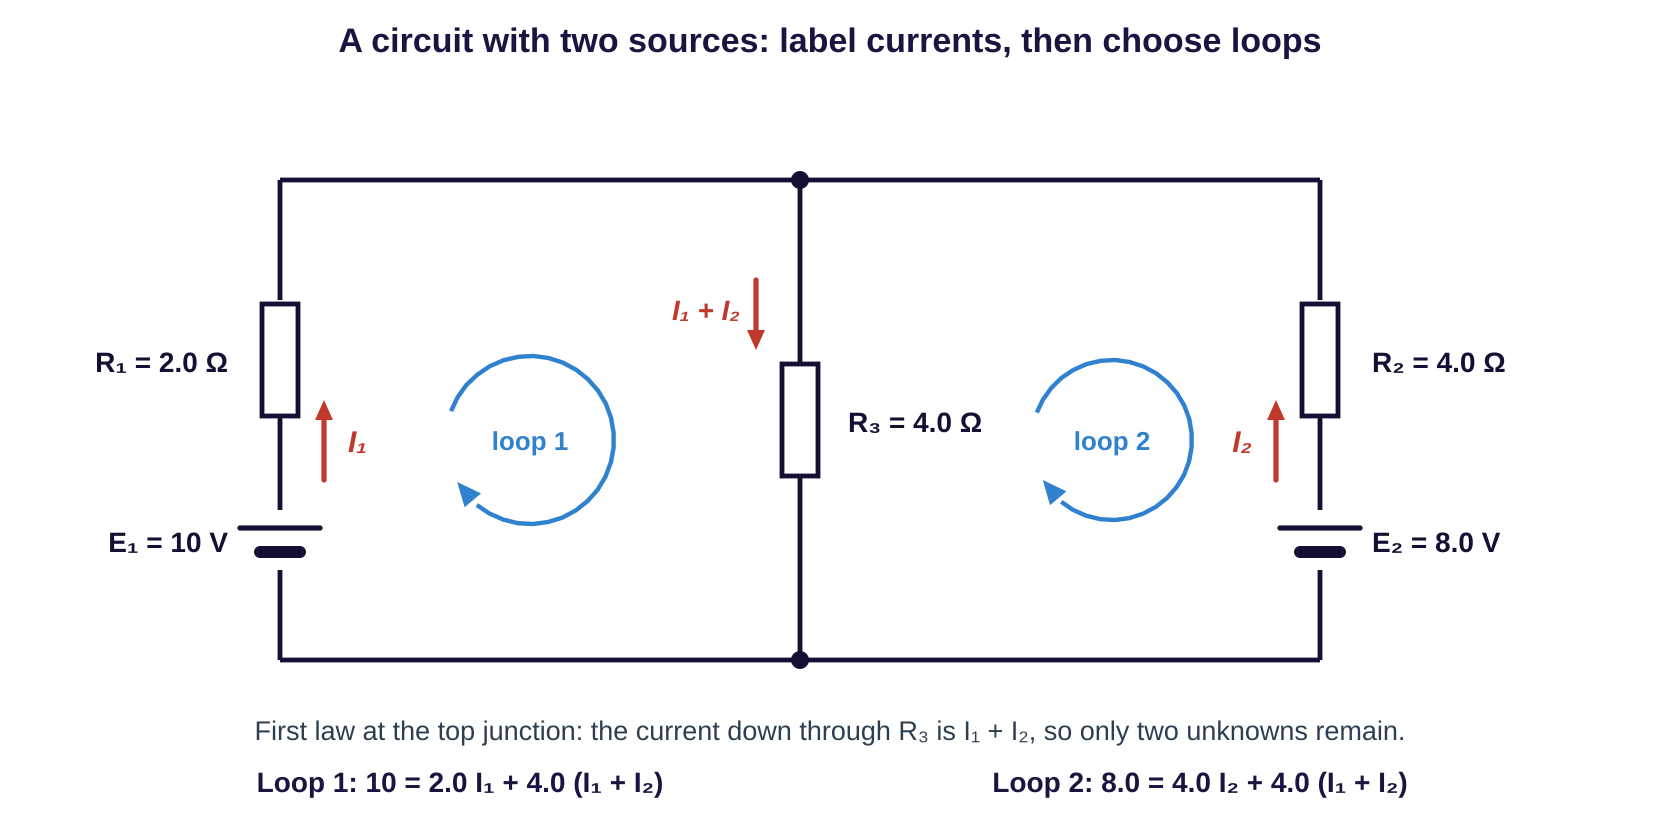 A circuit with two sources: label currents, then choose loops
I₁ + I₂
R₁ = 2.0 Ω
R₂ = 4.0 Ω
R₃ = 4.0 Ω
I₁
loop 1
loop 2
I₂
E₁ = 10 V
E₂ = 8.0 V
First law at the top junction: the current down through R₃ is I₁ + I₂, so only two unknowns remain.
Loop 1: 10 = 2.0 I₁ + 4.0 (I₁ + I₂)
Loop 2: 8.0 = 4.0 I₂ + 4.0 (I₁ + I₂)